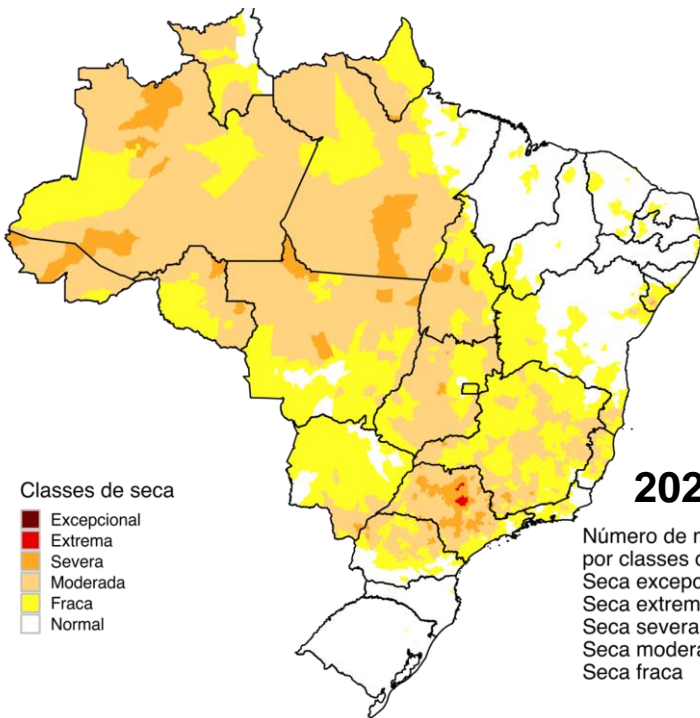 Classes de seca
Excepcional
Extrema
Severa
Moderada
Fraca
Normal
202
Número de
por classes
Seca
Seca
Seca severa
Seca
Seca fraca